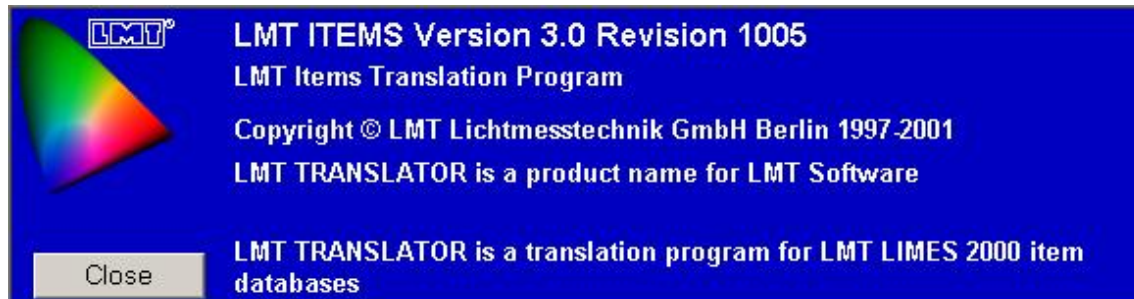 LMT®
LMT ITEMS Version 3.0 Revision 1005
LMT Items Translation Program
Copyright © LMT Lichtmesstechnik GmbH Berlin 1997-2001
LMT TRANSLATOR is a product name for LMT Software
LMT TRANSLATOR is a translation program for LMT LIMES 2000 item
databases
Close